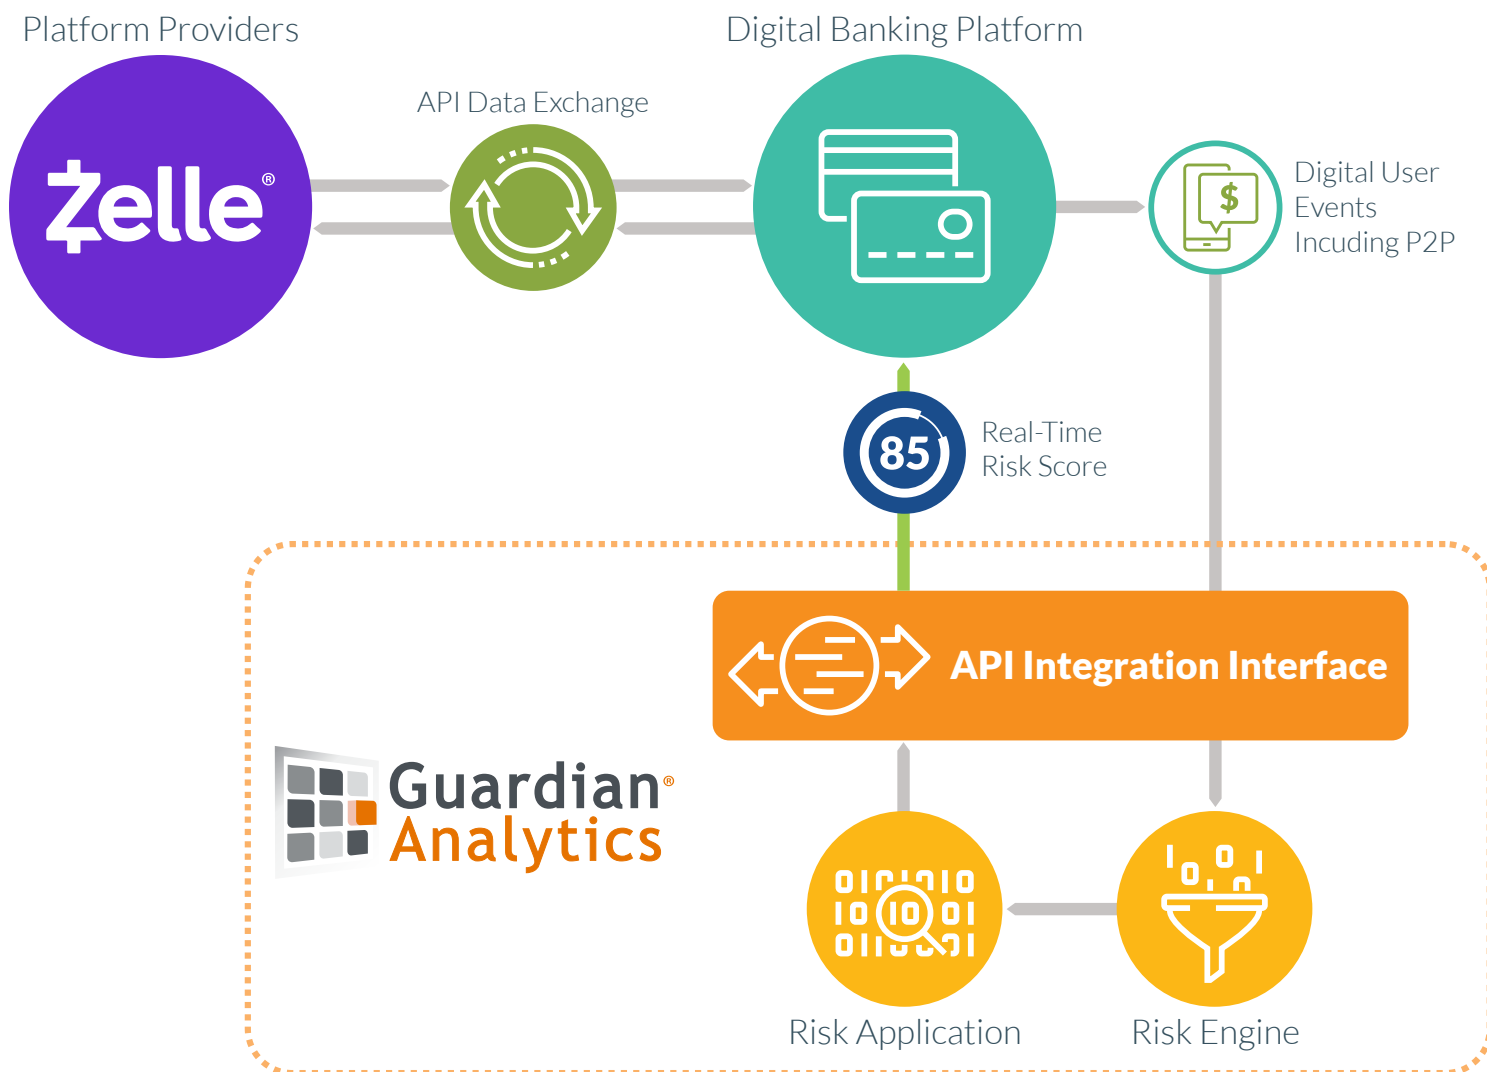 Platform Providers
Digital Banking Platform
API Data Exchange
Zelle®
$
Digital User
Events
Incuding P2P
85
Real-Time
Risk Score
API Integration Interface
Guardian®
Analytics
Risk Application
Risk Engine